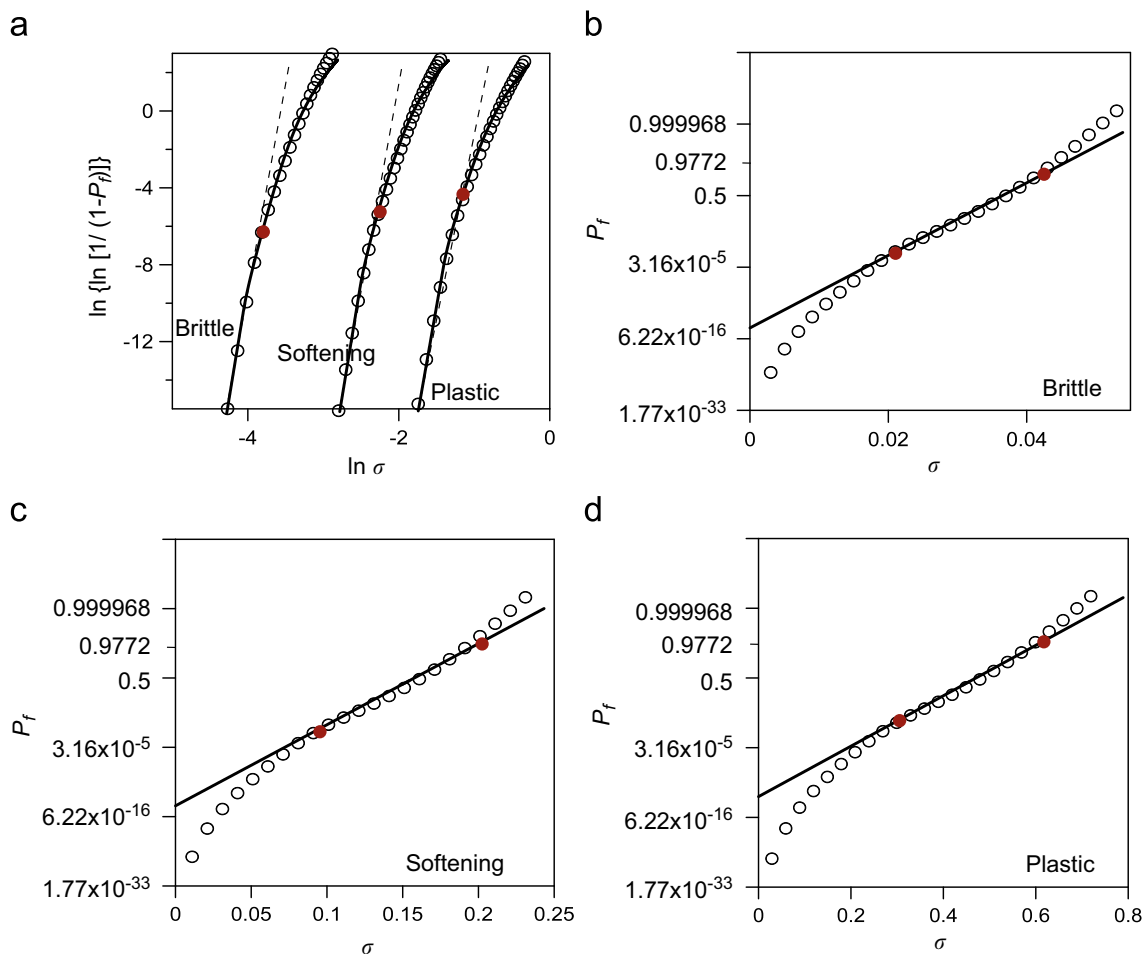 a
ln {ln [1/ (1-Pf)]}
0
-4
-8
-12
Brittle
Softening
Plastic
-4
-2
0
ln σ
b
Pf
0.999968
0.9772
0.5
3.16x10-5
6.22x10-16
1.77x10-33
Brittle
0
0.02
0.04
σ
c
Pf
0.999968
0.9772
0.5
3.16x10-5
6.22x10-16
1.77x10-33
Softening
0
0.05
0.1
0.15
0.2
0.25
σ
d
Pf
0.999968
0.9772
0.5
3.16x10-5
6.22x10-16
1.77x10-33
Plastic
0
0.2
0.4
0.6
0.8
σ